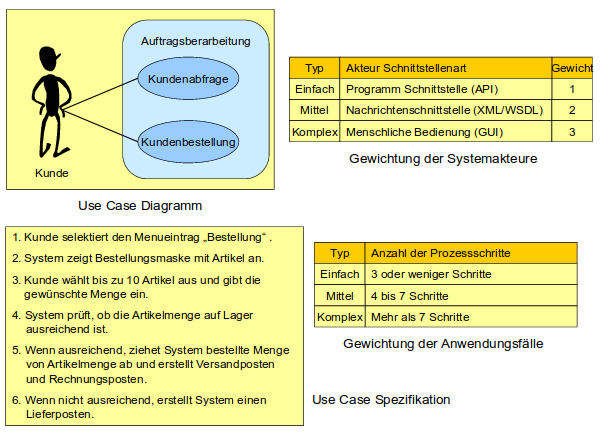 Auftragsberarbeitung
Kundenabfrage
Kundenbestellung
Kunde
Use Case Diagramm
Typ Akteur Schnittstellenart Gewicht
Einfach Programm Schnittstelle (API) 1
Mittel Nachrichtenschnittstelle (XML/WSDL) 2
Komplex Menschliche Bedienung (GUI) 3
Gewichtung der Systemakteure
1. Kunde selektiert den Menueintrag „Bestellung“ .
2. System zeigt Bestellungsmaske mit Artikel an.
3. Kunde wählt bis zu 10 Artikel aus und gibt die
gewünschte Menge ein.
4. System prüft, ob die Artikelmenge auf Lager
ausreichend ist.
5. Wenn ausreichend, ziehet System bestellte Menge
von Artikelmenge ab und erstellt Versandposten
und Rechnungsposten.
6. Wenn nicht ausreichend, erstellt System einen
Lieferposten.
Typ Anzahl der Prozessschritte
Einfach 3 oder weniger Schritte
Mittel 4 bis 7 Schritte
Komplex Mehr als 7 Schritte
Gewichtung der Anwendungsfälle
Use Case Spezifikation